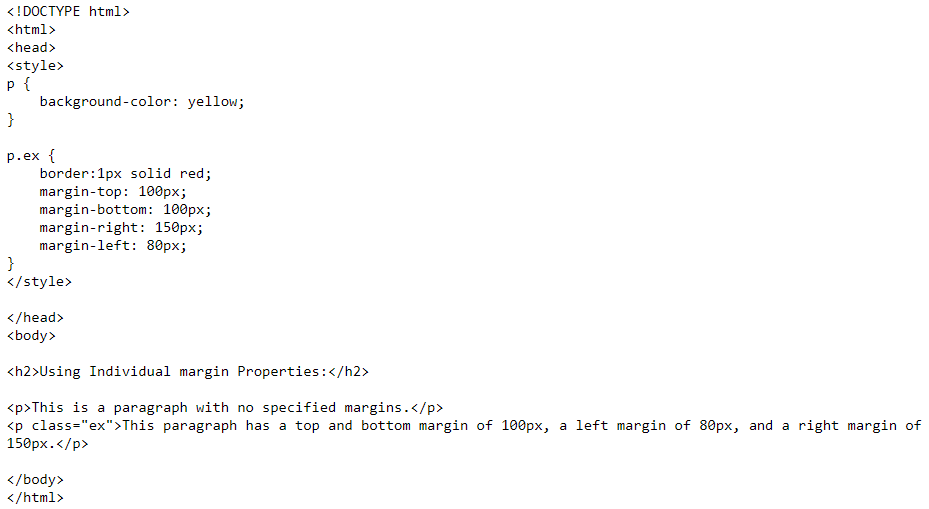 <!DOCTYPE html>
<html>
<head>
<style>
p {
    background-color: yellow;
}

p.ex {
    border:1px solid red;
    margin-top: 100px;
    margin-bottom: 100px;
    margin-right: 150px;
    margin-left: 80px;
}
</style>

</head>
<body>

<h2>Using Individual margin Properties:</h2>

<p>This is a paragraph with no specified margins.</p>
<p class="ex">This paragraph has a top and bottom margin of 100px, a left margin of 80px, and a right margin of
150px.</p>

</body>
</html>